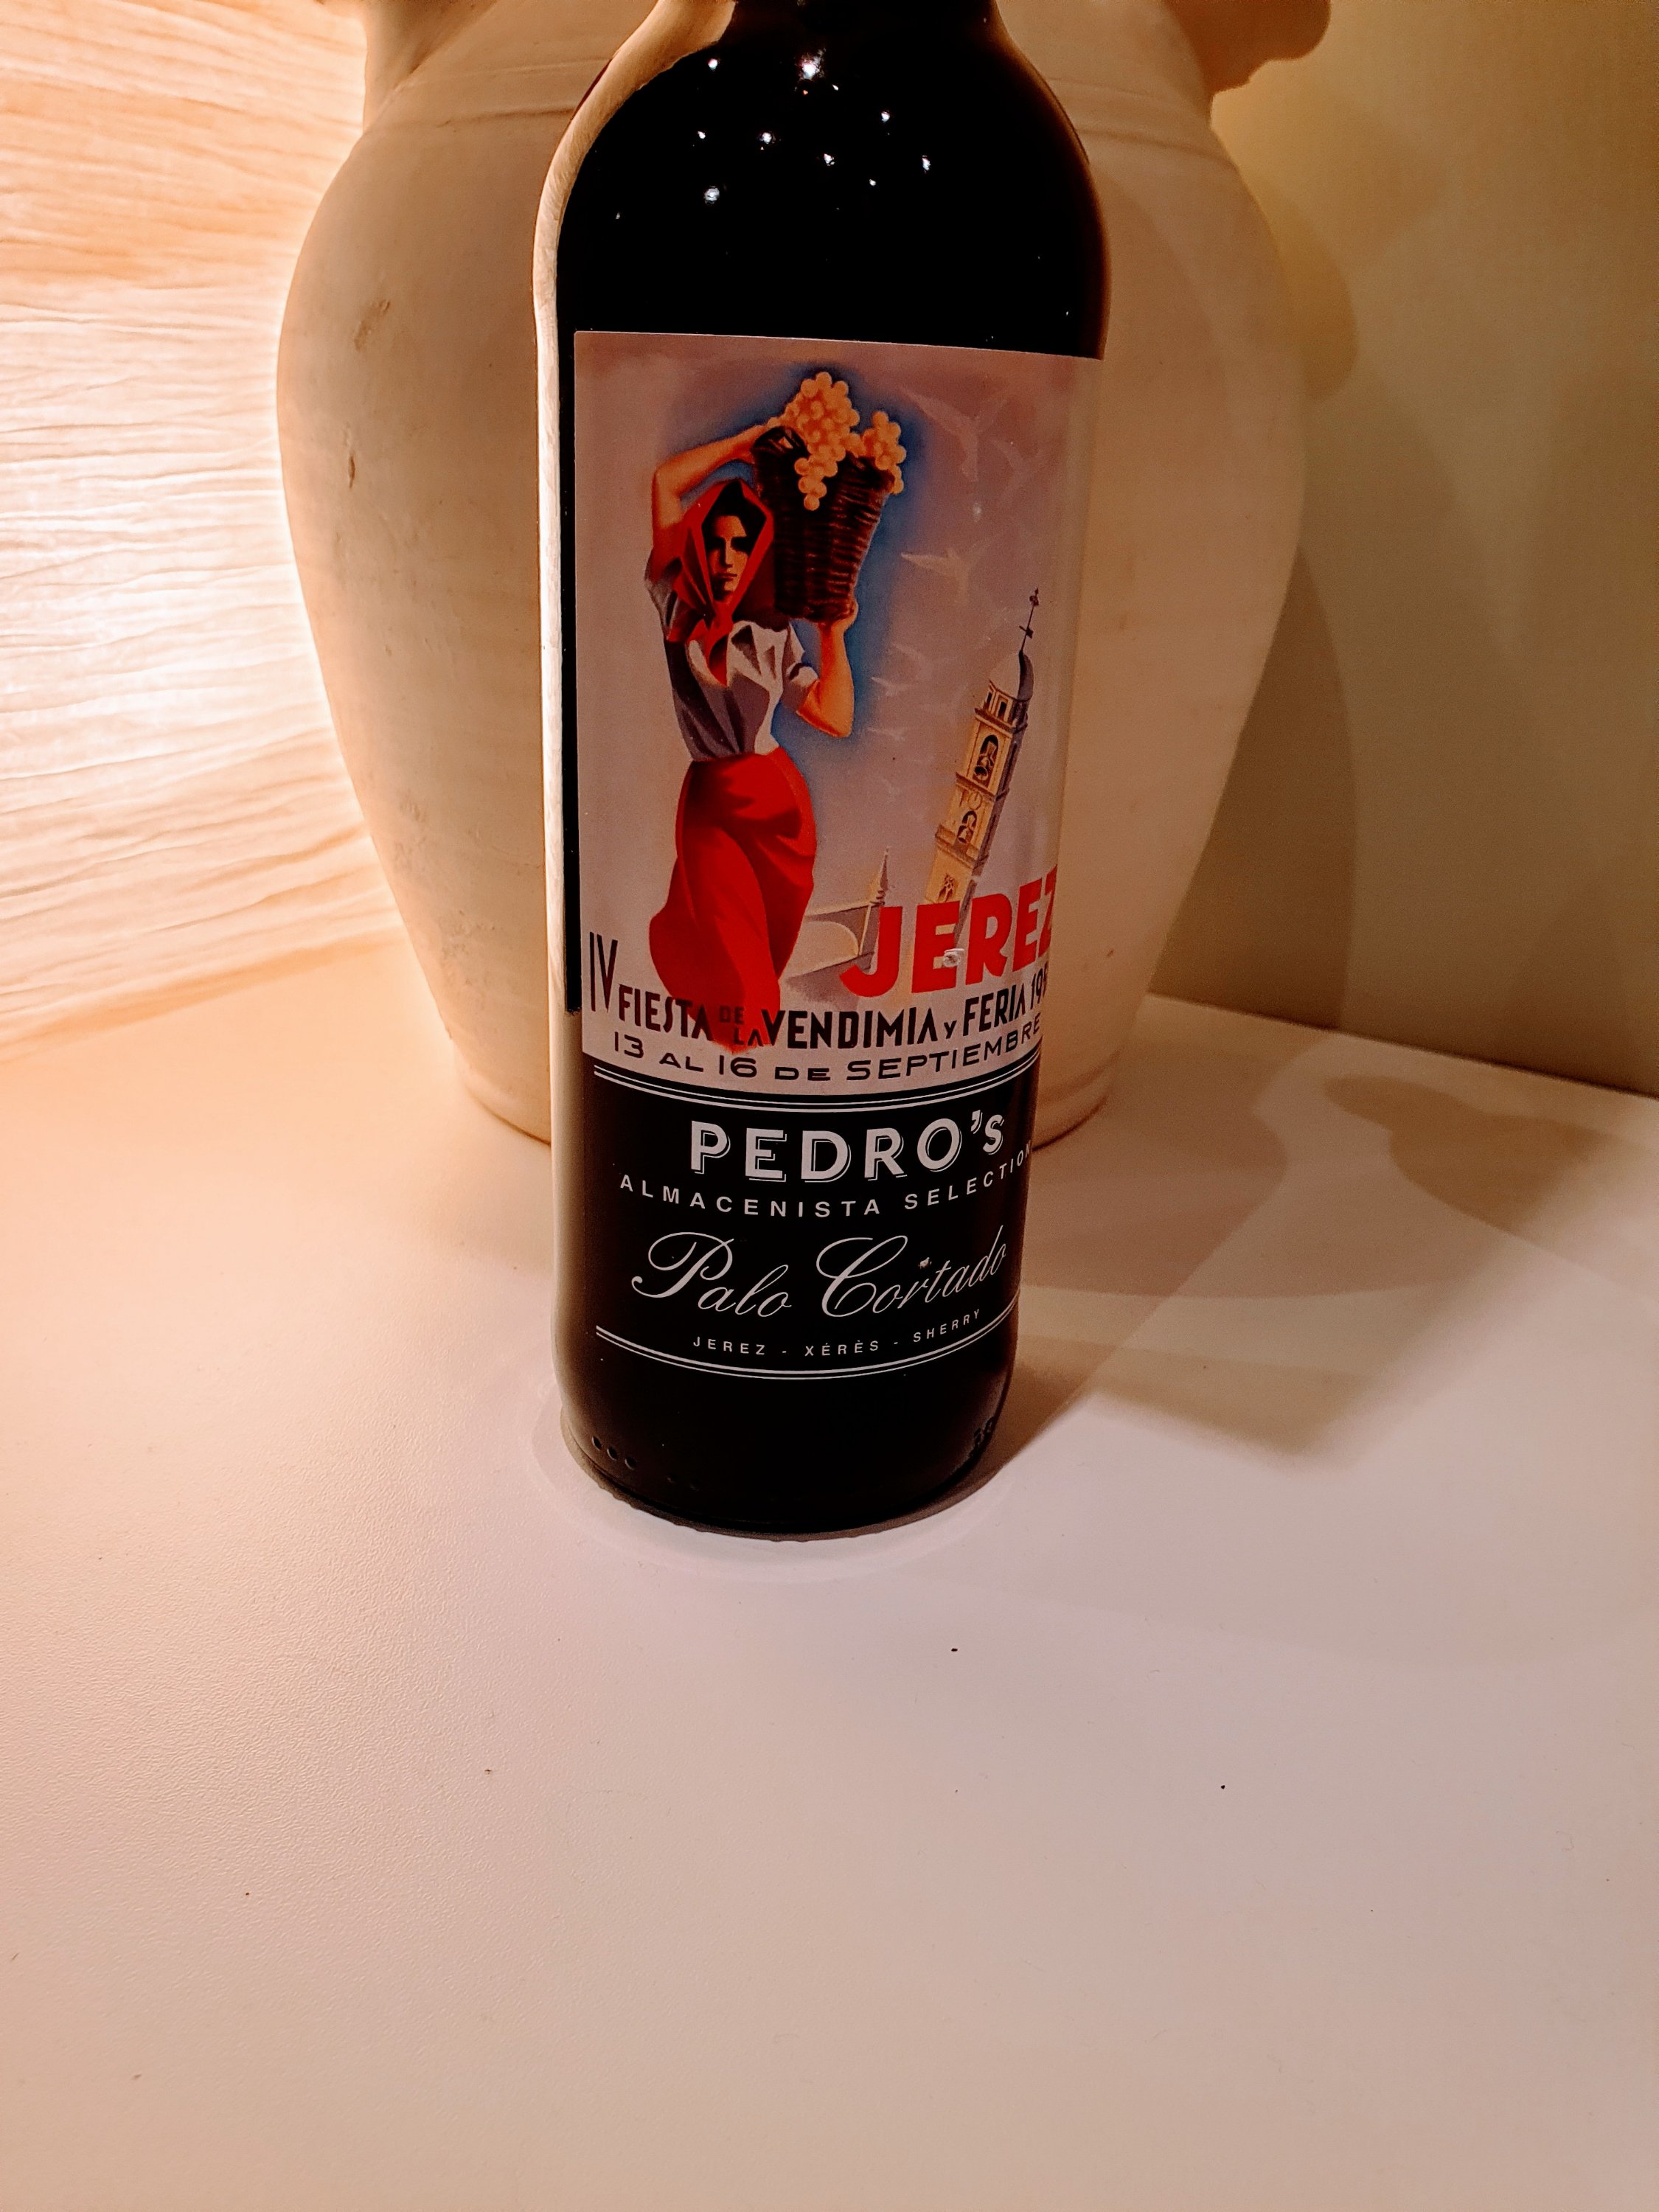 JEREZ
IV FIESTA DE LA VENDIMIA y FERIA
13 AL 16 DE SEPTIEMBRE
PEDRO's
ALMACENISTA SELECTION
Palo Cortado
JEREZ - XÉRÈS - SHERRY